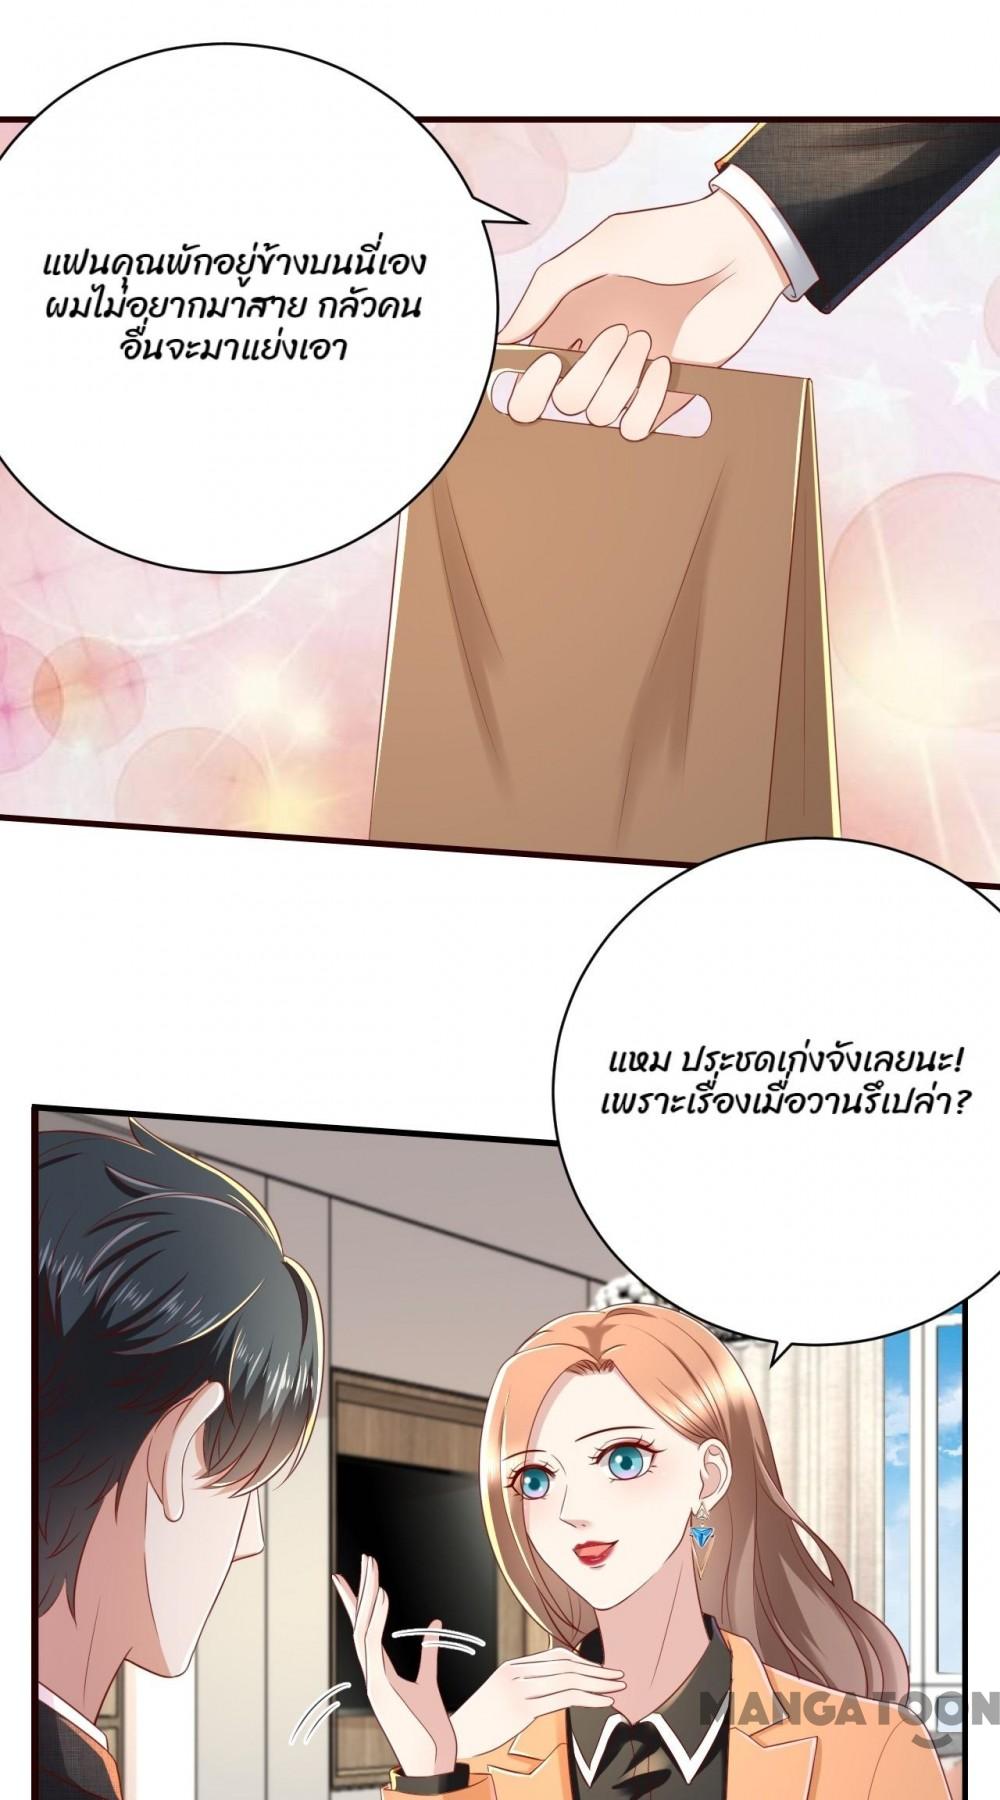 แฟนคุณพักอยู่ข้างบนนี่เอง
ผมไม่อยากมาสาย กลัวคน
อื่นจะมาแย่งเอา
แหม ประชดเก่งจังเลยนะ!
เพราะเรื่องเมื่อวานรึเปล่า?
MANGATOON